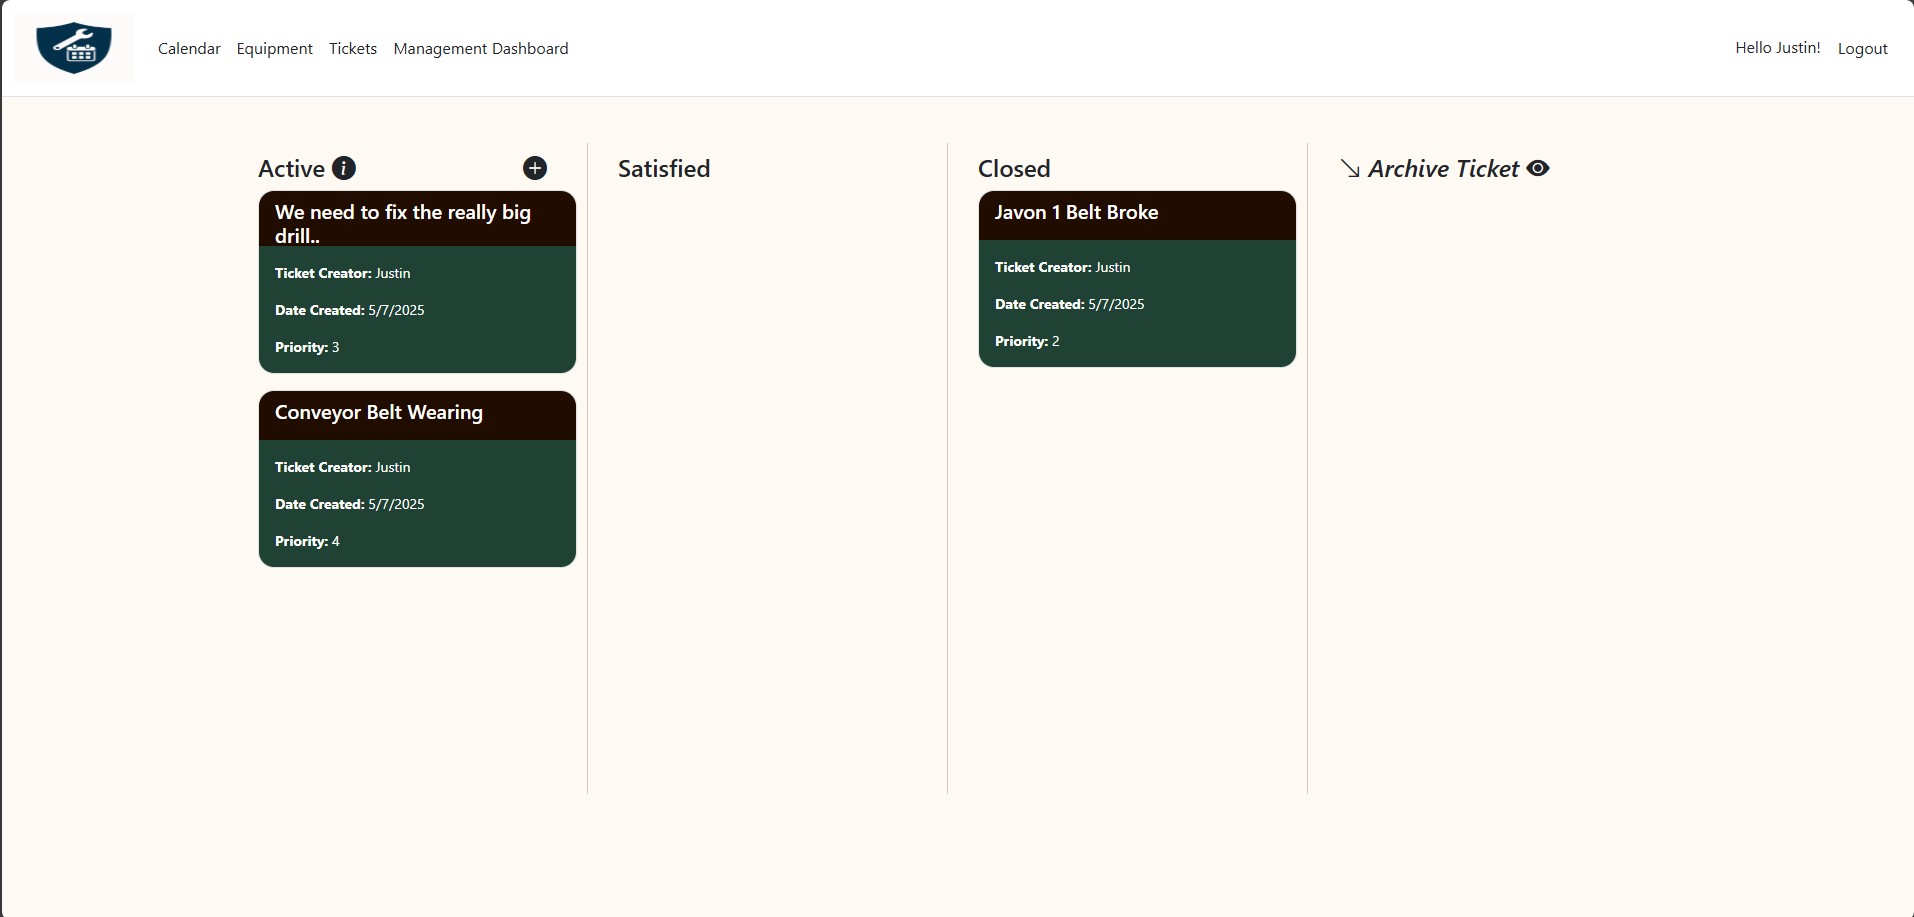 Calendar Equipment Tickets Management Dashboard
Hello Justin! Logout
Active
We need to fix the really big
drill..
Ticket Creator: Justin
Date Created: 5/7/2025
Priority: 3
Conveyor Belt Wearing
Ticket Creator: Justin
Date Created: 5/7/2025
Priority: 4
Satisfied
Closed
Javon 1 Belt Broke
Ticket Creator: Justin
Date Created: 5/7/2025
Priority: 2
Archive Ticket